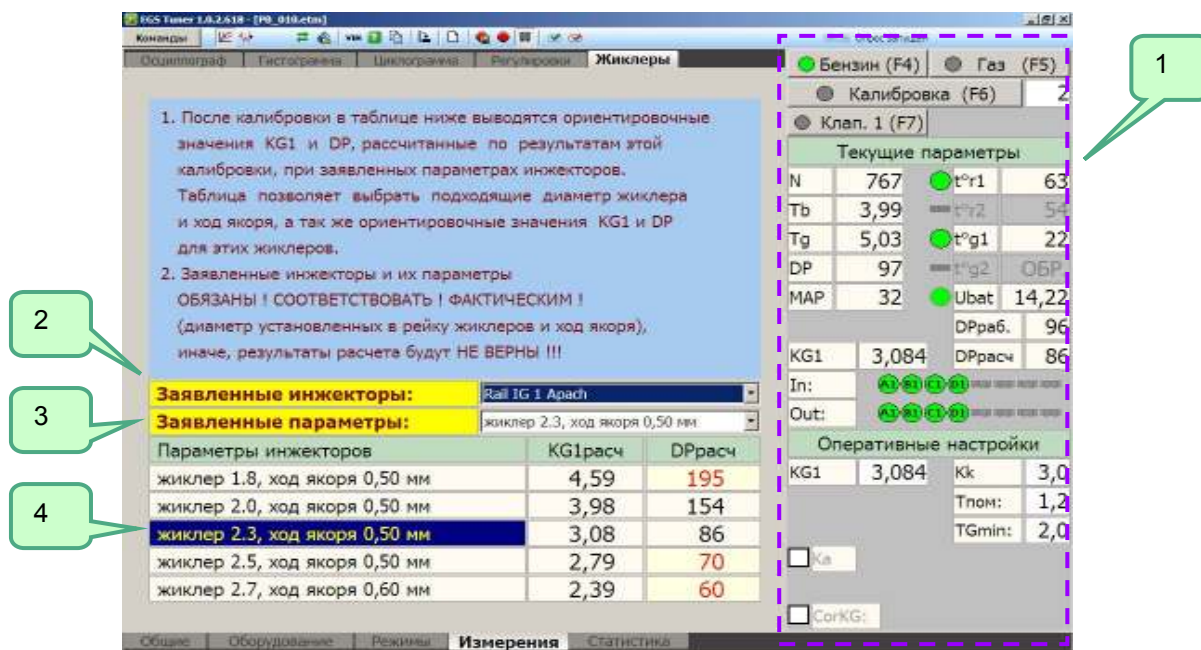 EGS Tuner 1.0.2.618 - [P0_010.etm]
Команды
Осциллограф Гистограмма Циклограмма Регулировки Жиклеры
1. После калибровки в таблице ниже выводятся ориентировочные
значения KG1 и DP, рассчитанные по результатам этой
калибровки, при заявленных параметрах инжекторов.
Таблица позволяет выбрать подходящие диаметр жиклера
и ход якоря, а так же ориентировочные значения KG1 и DP
для этих жиклеров.
2. Заявленные инжекторы и их параметры
ОБЯЗАНЫ ! СООТВЕТСТВОВАТЬ ! ФАКТИЧЕСКИМ !
(диаметр установленных в рейку жиклеров и ход якоря),
иначе, результаты расчета будут НЕ ВЕРНЫ !!!
Заявленные инжекторы: Rail IG 1 Apach
Заявленные параметры: жиклер 2.3, ход якоря 0,50 мм
Параметры инжекторов KG1расч DPрасч
жиклер 1.8, ход якоря 0,50 мм 4,59 195
жиклер 2.0, ход якоря 0,50 мм 3,98 154
жиклер 2.3, ход якоря 0,50 мм 3,08 86
жиклер 2.5, ход якоря 0,50 мм 2,79 70
жиклер 2.7, ход якоря 0,60 мм 2,39 60
Общие Оборудование Режимы Измерения Статистика
Бензин (F4) Газ (F5)
Калибровка (F6) 2
Клап. 1 (F7)
Текущие параметры
N 767 t°r1 63
Tb 3,99 t°r2 54
Tg 5,03 t°g1 22
DP 97 t°g2 ОБР.
MAP 32 Ubat 14,22
DPраб. 96
KG1 3,084 DPрасч 86
In: A1 B1 C1 D1
Out: A1 B1 C1 D1
Оперативные настройки
KG1 3,084 Kk 3,0
Tпом: 1,2
TGmin: 2,0
Ka
CorKG:
1
2
3
4